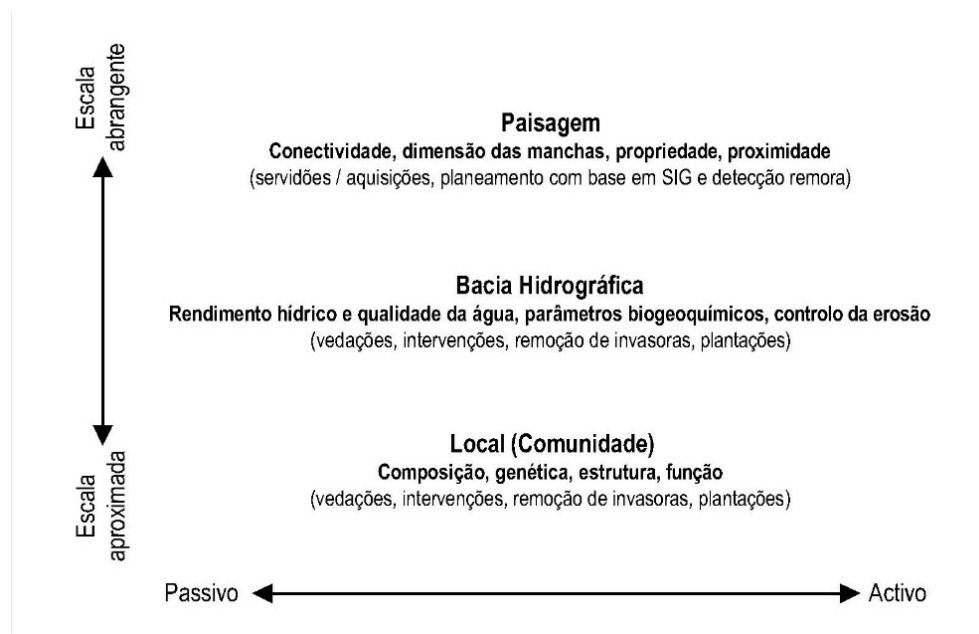 Escala
abrangente
Paisagem
Conectividade, dimensão das manchas, propriedade, proximidade
(servidões / aquisições, planeamento com base em SIG e detecção remora)
Bacia Hidrográfica
Rendimento hídrico e qualidade da água, parâmetros biogeoquímicos, controlo da erosão
(vedações, intervenções, remoção de invasoras, plantações)
Local (Comunidade)
Composição, genética, estrutura, função
(vedações, intervenções, remoção de invasoras, plantações)
Escala
aproximada
Passivo
Activo